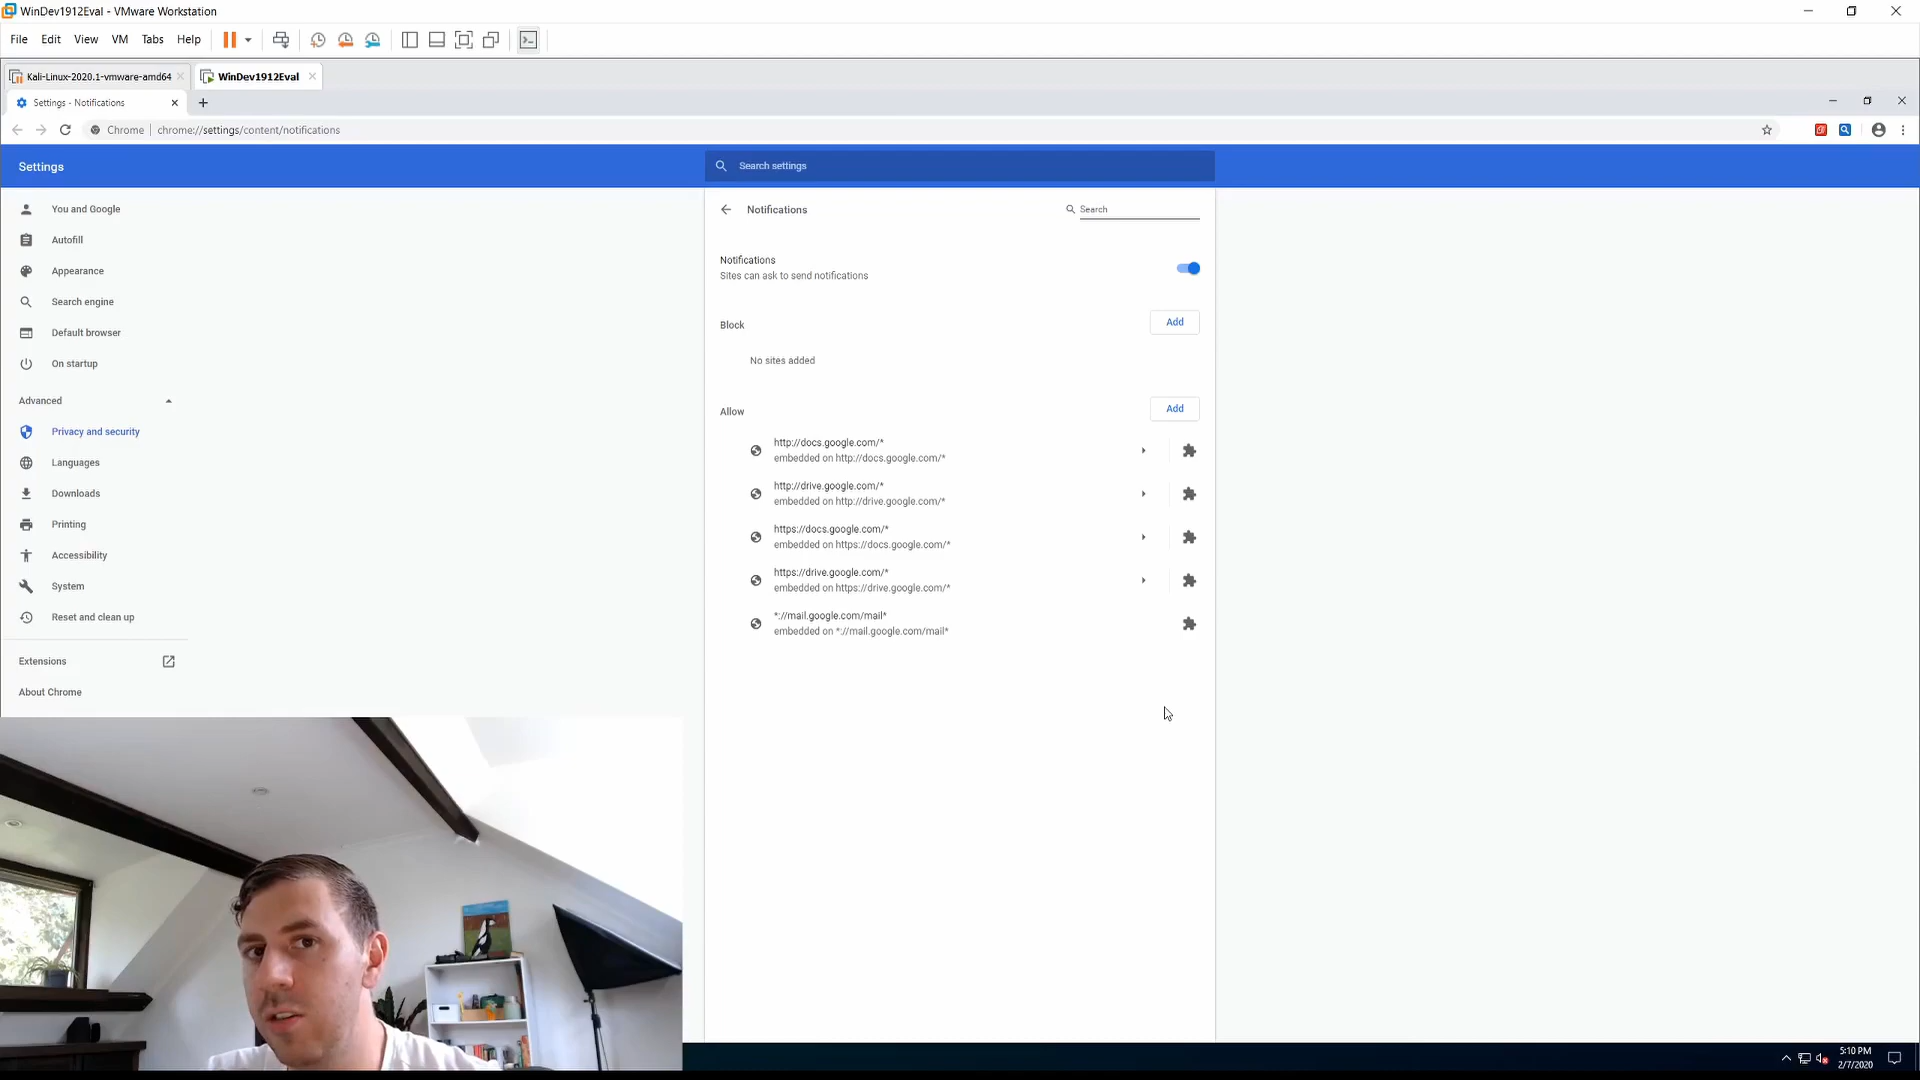 WinDev1912Eval - VMware Workstation
File Edit View VM Tabs Help
Kali-Linux-2020.1-vmware-amd64
WinDev1912Eval
Settings - Notifications
Chrome
chrome://settings/content/notifications
Settings
Search settings
You and Google
Autofill
Appearance
Search engine
Default browser
On startup
Advanced
Privacy and security
Languages
Downloads
Printing
Accessibility
System
Reset and clean up
Extensions
About Chrome
Notifications
Search
Notifications
Sites can ask to send notifications
Block
Add
No sites added
Allow
Add
http://docs.google.com/*
embedded on http://docs.google.com/*
http://drive.google.com/*
embedded on http://drive.google.com/*
https://docs.google.com/*
embedded on https://docs.google.com/*
https://drive.google.com/*
embedded on https://drive.google.com/*
*://mail.google.com/mail*
embedded on *://mail.google.com/mail*
5:10 PM
2/7/2020